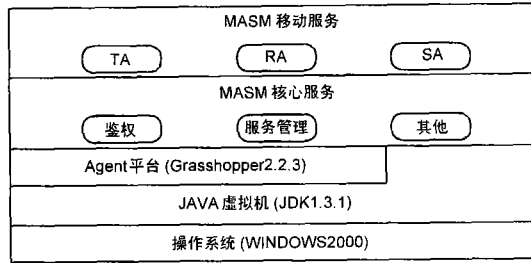 MASM 移动服务
TA RA SA
MASM 核心服务
鉴权 服务管理 其他
Agent平台 (Grasshopper2.2.3)
JAVA 虚拟机 (JDK1.3.1)
操作系统 (WINDOWS2000)